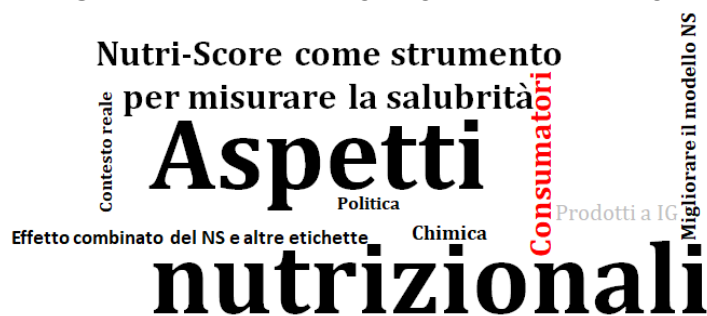 Nutri-Score come strumento
per misurare la salubrità
Contesto reale
Aspetti
Consumatori
Migliorare il modello NS
Politica
Prodotti a IG
Effetto combinato del NS e altre etichette
Chimica
nutrizionali